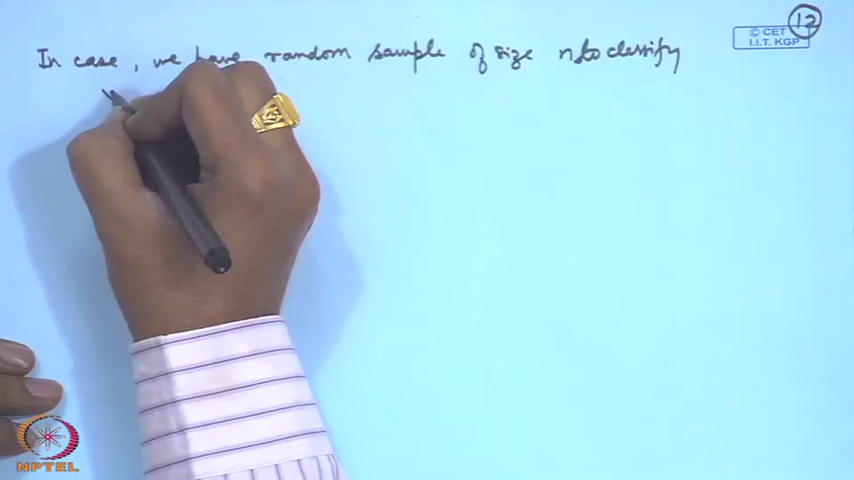 In case, we have random sample of size n to classify
12
© CET
I.I.T. KGP
NPTEL